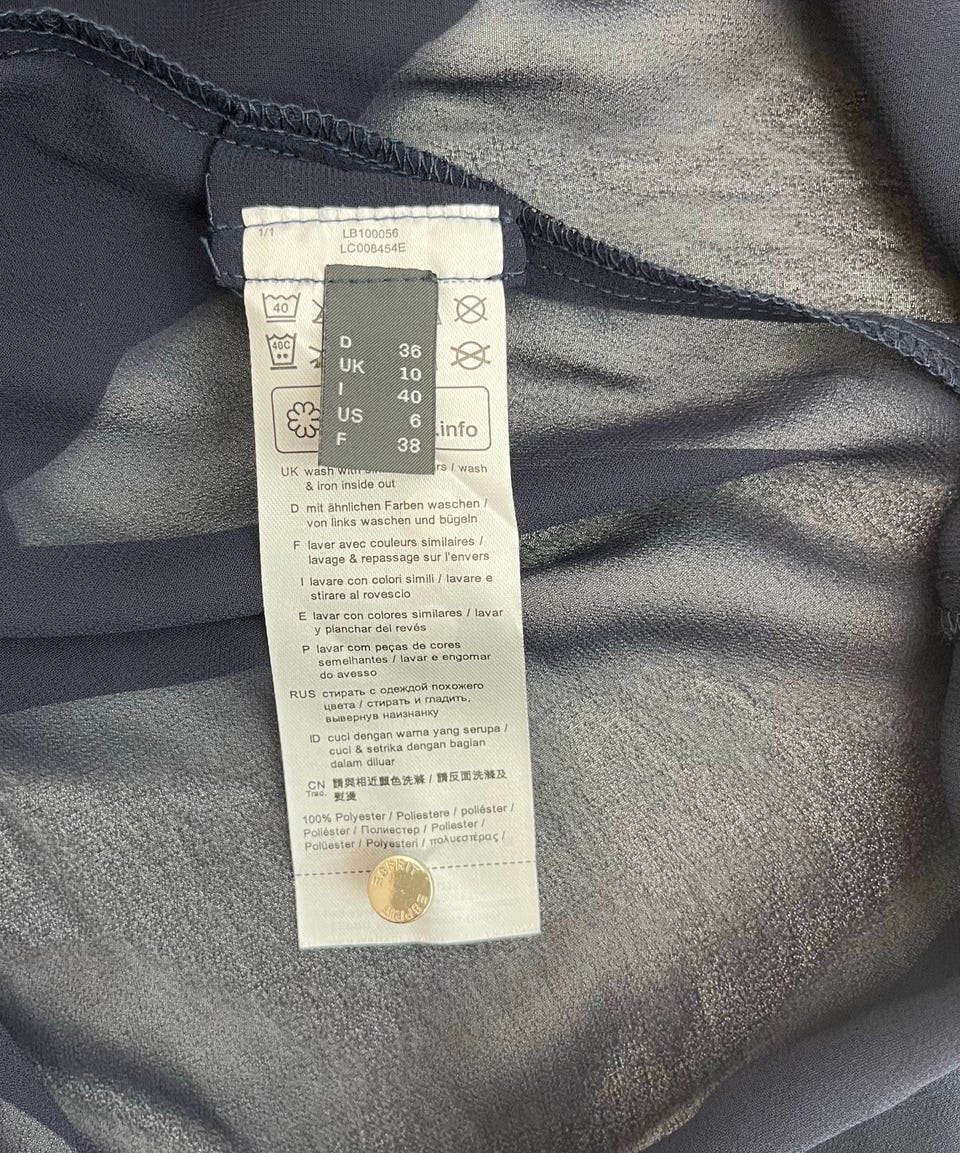 1/1
LB100056
LC008454E
40
40C
D 36
UK 10
I 40
US 6
F 38
.info
UK wash with / wash
& iron inside out
D mit ähnlichen Farben waschen /
von links waschen und bügeln
F laver avec couleurs similaires /
lavage & repassage sur l'envers
I lavare con colori simili / lavare e
stirare al rovescio
E lavar con colores similares / lavar
y planchar del revés
P lavar com peças de cores
semelhantes / lavar e engomar
do avesso
RUS стирать с одеждой похожего
цвета / стирать и гладить,
вывернув наизнанку
ID cuci dengan warna yang serupa /
cuci & setrika dengan bagian
dalam diluar
CN Trad. 請與相近顏色洗滌 / 請反面洗滌及
熨燙
100% Polyester / Poliestere / poliéster /
Poliéster / Полиестер / Poliester /
Polüester / Polyesteri / πολυεστέρας /
ESPRIT
ESPRIT